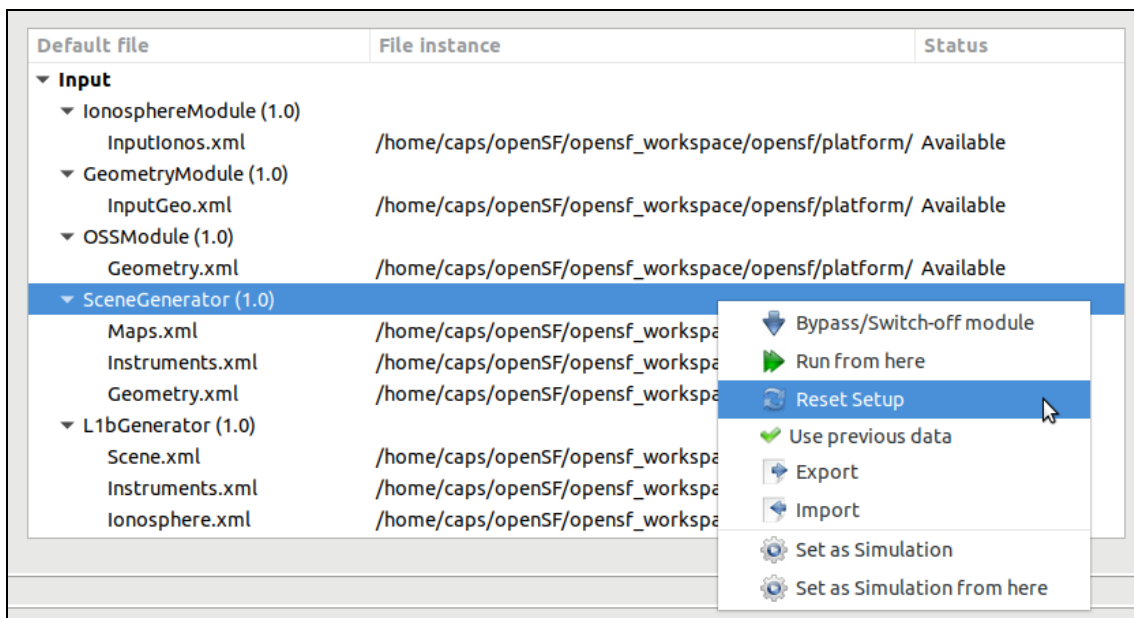 Default file File instance Status
Input
IonosphereModule (1.0)
InputIonos.xml /home/caps/openSF/opensf_workspace/opensf/platform/ Available
GeometryModule (1.0)
InputGeo.xml /home/caps/openSF/opensf_workspace/opensf/platform/ Available
OSSModule (1.0)
Geometry.xml /home/caps/openSF/opensf_workspace/opensf/platform/ Available
SceneGenerator (1.0)
Maps.xml /home/caps/openSF/opensf_workspa
Instruments.xml /home/caps/openSF/opensf_workspa
Geometry.xml /home/caps/openSF/opensf_workspa
L1bGenerator (1.0)
Scene.xml /home/caps/openSF/opensf_workspa
Instruments.xml /home/caps/openSF/opensf_workspa
Ionosphere.xml /home/caps/openSF/opensf_workspa
Bypass/Switch-off module
Run from here
Reset Setup
Use previous data
Export
Import
Set as Simulation
Set as Simulation from here